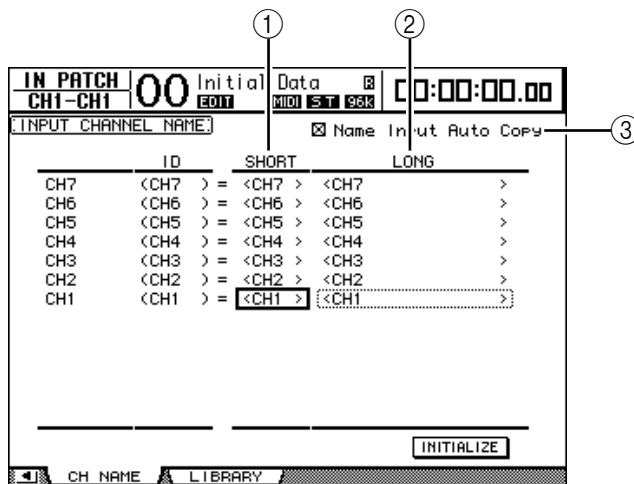 ① ②
IN PATCH 00 Initial Data R 00:00:00.00
CH1-CH1 EDIT MIDI ST 96k
INPUT CHANNEL NAME ☒ Name Input Auto Copy ③
ID SHORT LONG
CH7 (CH7 ) = <CH7 > <CH7 >
CH6 (CH6 ) = <CH6 > <CH6 >
CH5 (CH5 ) = <CH5 > <CH5 >
CH4 (CH4 ) = <CH4 > <CH4 >
CH3 (CH3 ) = <CH3 > <CH3 >
CH2 (CH2 ) = <CH2 > <CH2 >
CH1 (CH1 ) = <CH1 > <CH1 >
INITIALIZE
CH NAME LIBRARY